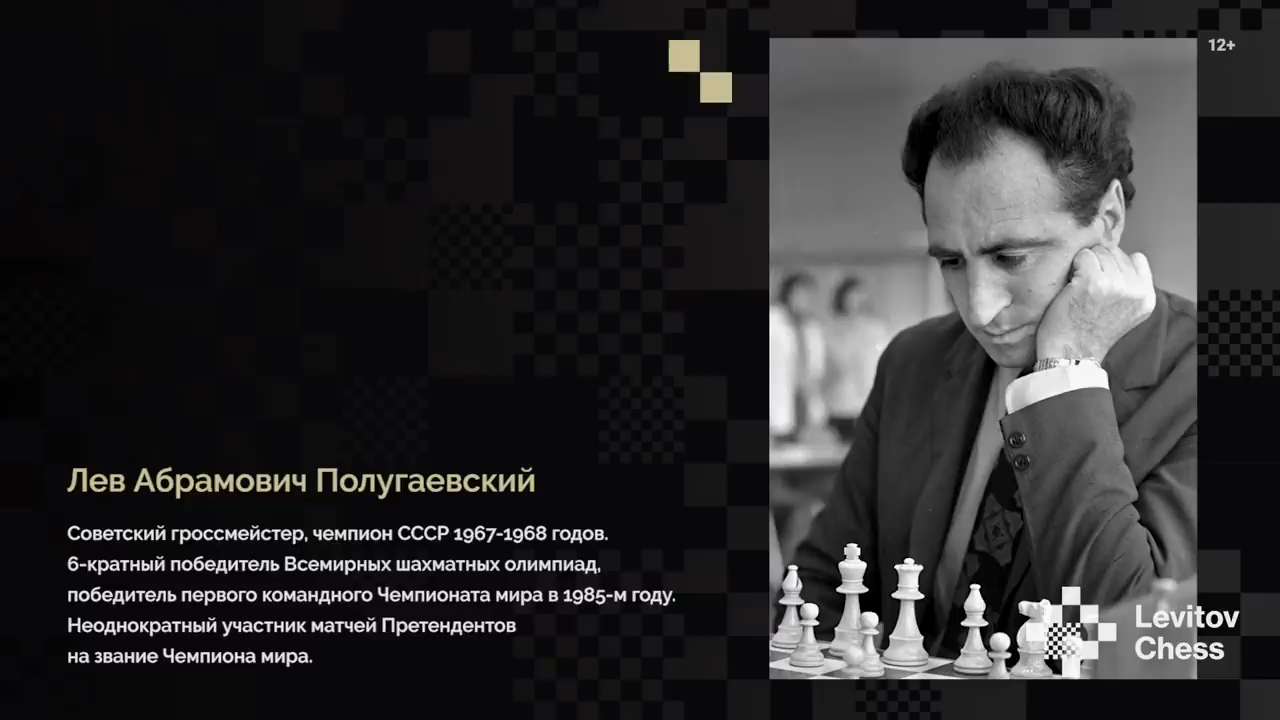 12+
Лев Абрамович Полугаевский
Советский гроссмейстер, чемпион СССР 1967-1968 годов.
6-кратный победитель Всемирных шахматных олимпиад,
победитель первого командного Чемпионата мира в 1985-м году.
Неоднократный участник матчей Претендентов
на звание Чемпиона мира.
Levitov
Chess